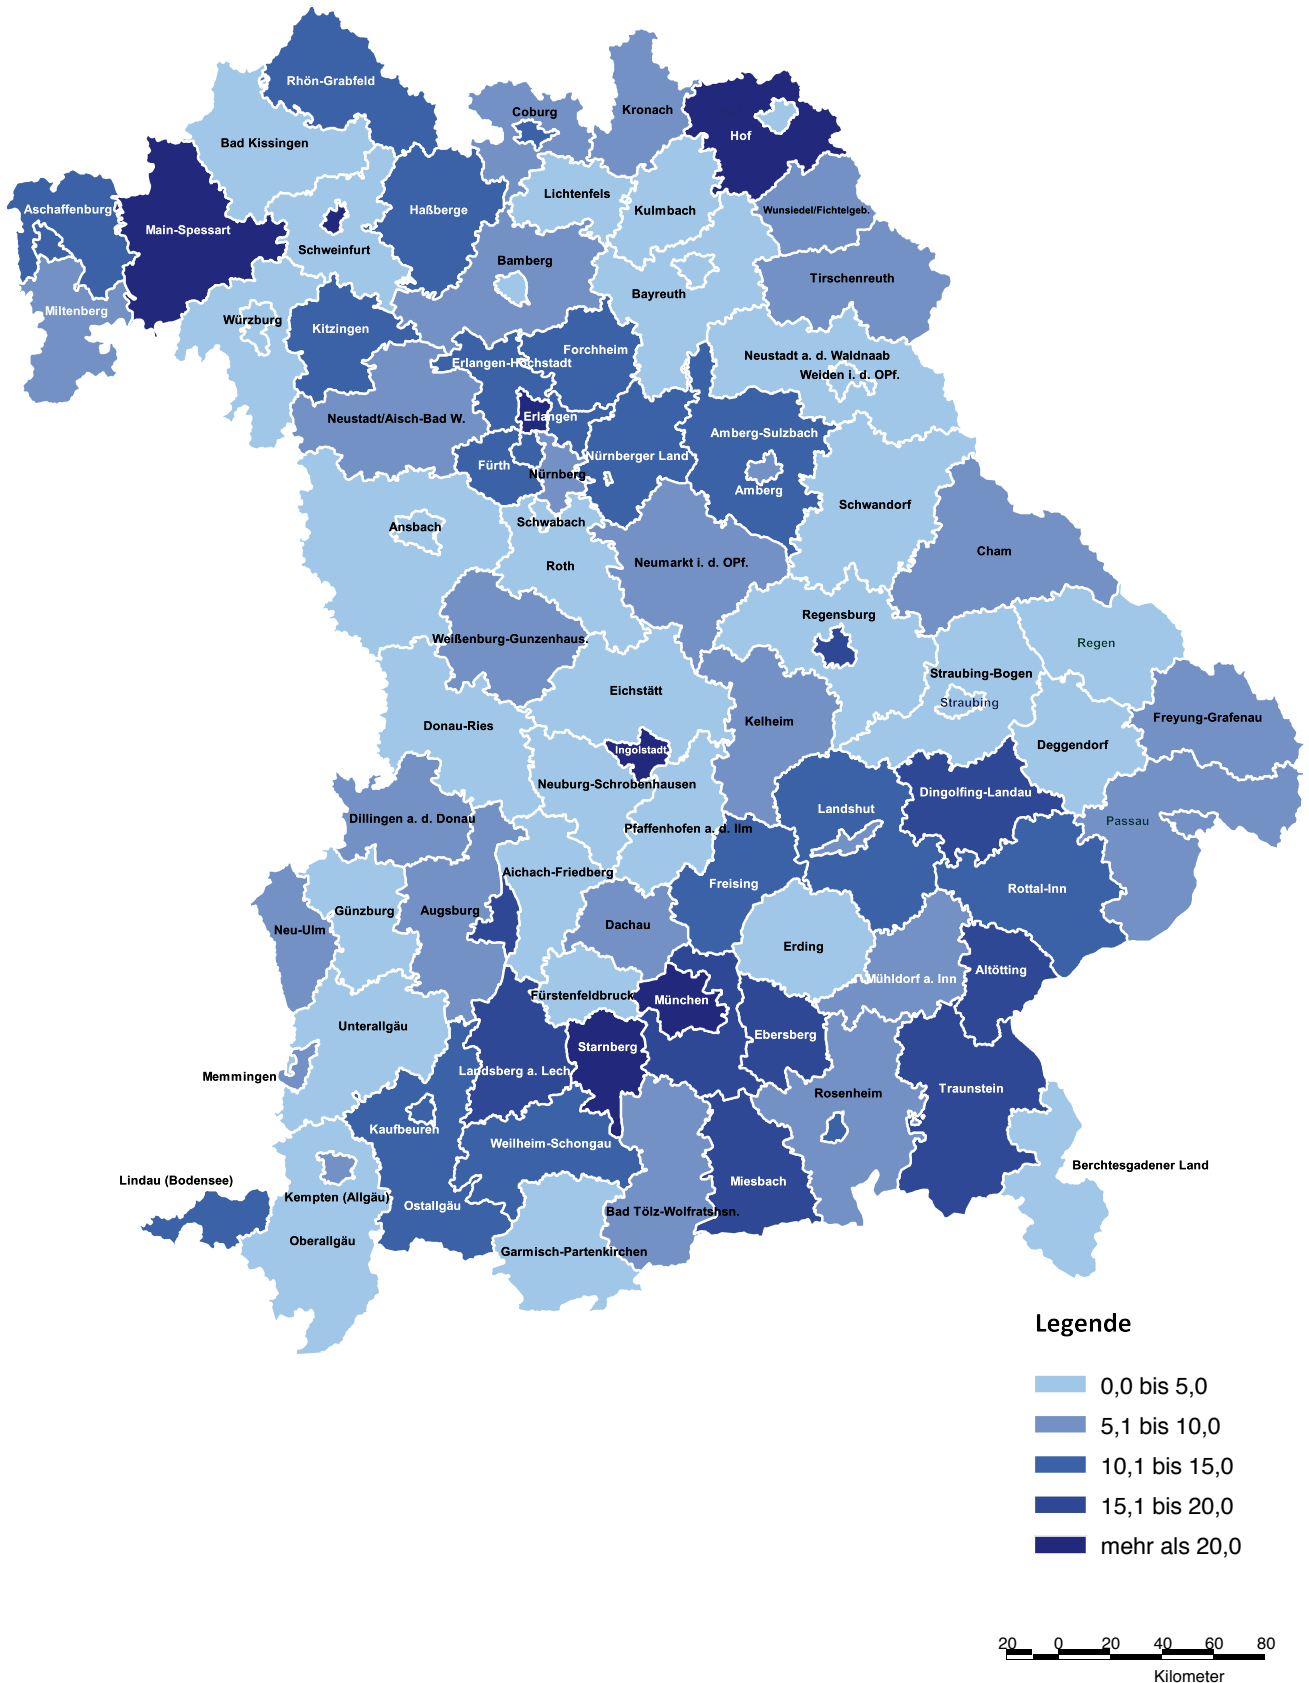 Rhön-Grabfeld
Coburg
Kronach
Hof
Bad Kissingen
Lichtenfels
Kulmbach
Wunsiedel/Fichtelgeb.
Aschaffenburg
Haßberge
Main-Spessart
Schweinfurt
Bamberg
Tirschenreuth
Bayreuth
Miltenberg
Würzburg
Kitzingen
Forchheim
Neustadt a. d. Waldnaab
Erlangen-Höchstadt
Weiden i. d. OPf.
Neustadt/Aisch-Bad W.
Erlangen
Amberg-Sulzbach
Nürnberger Land
Fürth
Nürnberg
Amberg
Schwandorf
Ansbach
Schwabach
Cham
Roth
Neumarkt i. d. OPf.
Regensburg
Weißenburg-Gunzenhaus.
Regen
Straubing-Bogen
Eichstätt
Straubing
Donau-Ries
Kelheim
Freyung-Grafenau
Ingolstadt
Deggendorf
Neuburg-Schrobenhausen
Dingolfing-Landau
Landshut
Dillingen a. d. Donau
Passau
Pfaffenhofen a. d. Ilm
Aichach-Friedberg
Freising
Rottal-Inn
Günzburg
Augsburg
Dachau
Neu-Ulm
Erding
Altötting
Mühldorf a. Inn
Fürstenfeldbruck
München
Unterallgäu
Ebersberg
Starnberg
Landsberg a. Lech
Memmingen
Traunstein
Rosenheim
Kaufbeuren
Weilheim-Schongau
Berchtesgadener Land
Lindau (Bodensee)
Miesbach
Kempten (Allgäu)
Ostallgäu
Bad Tölz-Wolfratshsn.
Oberallgäu
Garmisch-Partenkirchen
Legende
0,0 bis 5,0
5,1 bis 10,0
10,1 bis 15,0
15,1 bis 20,0
mehr als 20,0
20 0 20 40 60 80
Kilometer